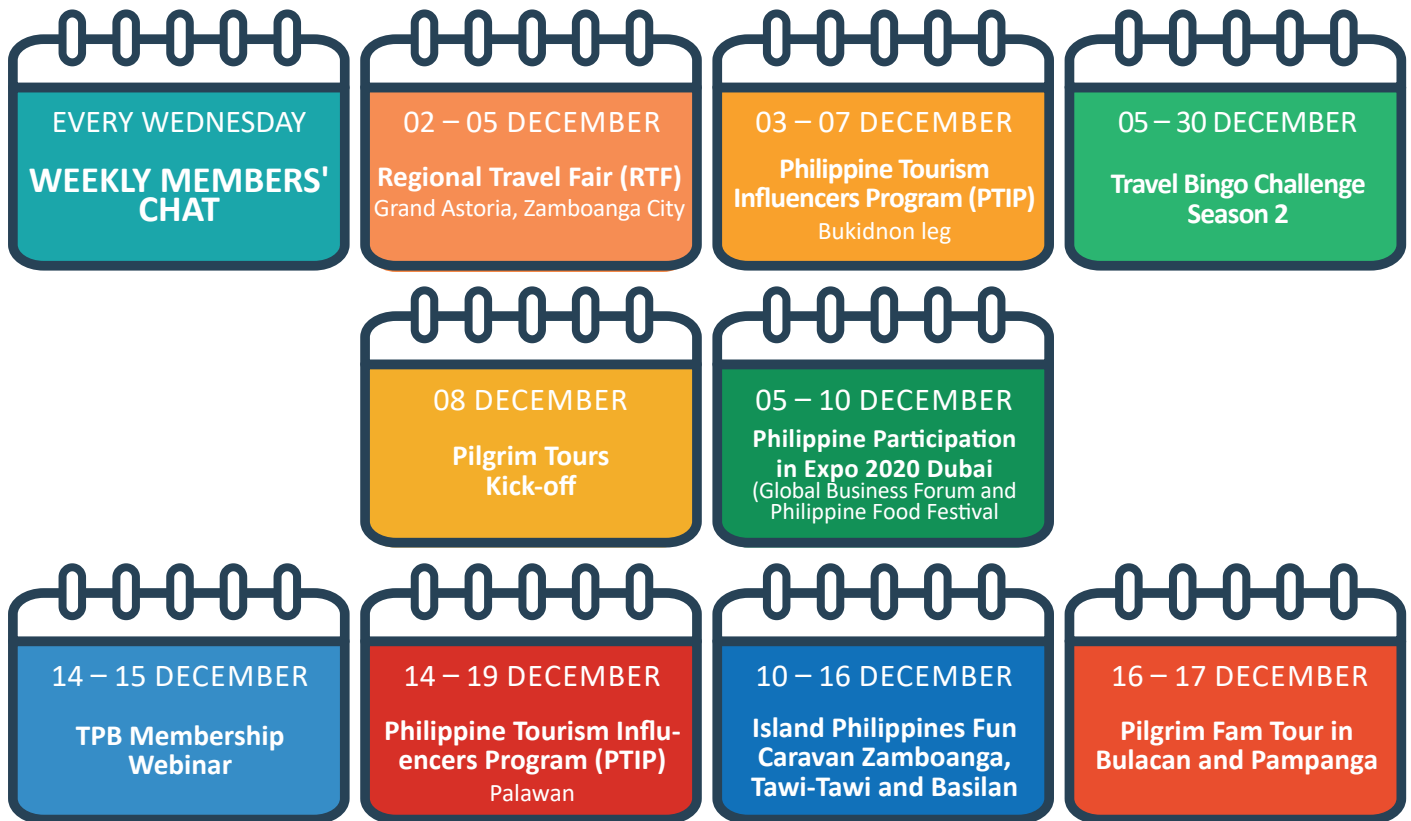 EVERY WEDNESDAY
WEEKLY MEMBERS'
CHAT
02 – 05 DECEMBER
Regional Travel Fair (RTF)
Grand Astoria, Zamboanga City
03 – 07 DECEMBER
Philippine Tourism
Influencers Program (PTIP)
Bukidnon leg
05 – 30 DECEMBER
Travel Bingo Challenge
Season 2
08 DECEMBER
Pilgrim Tours
Kick-off
05 – 10 DECEMBER
Philippine Participation
in Expo 2020 Dubai
(Global Business Forum and
Philippine Food Festival
14 – 15 DECEMBER
TPB Membership
Webinar
14 – 19 DECEMBER
Philippine Tourism Influ-
encers Program (PTIP)
Palawan
10 – 16 DECEMBER
Island Philippines Fun
Caravan Zamboanga,
Tawi-Tawi and Basilan
16 – 17 DECEMBER
Pilgrim Fam Tour in
Bulacan and Pampanga